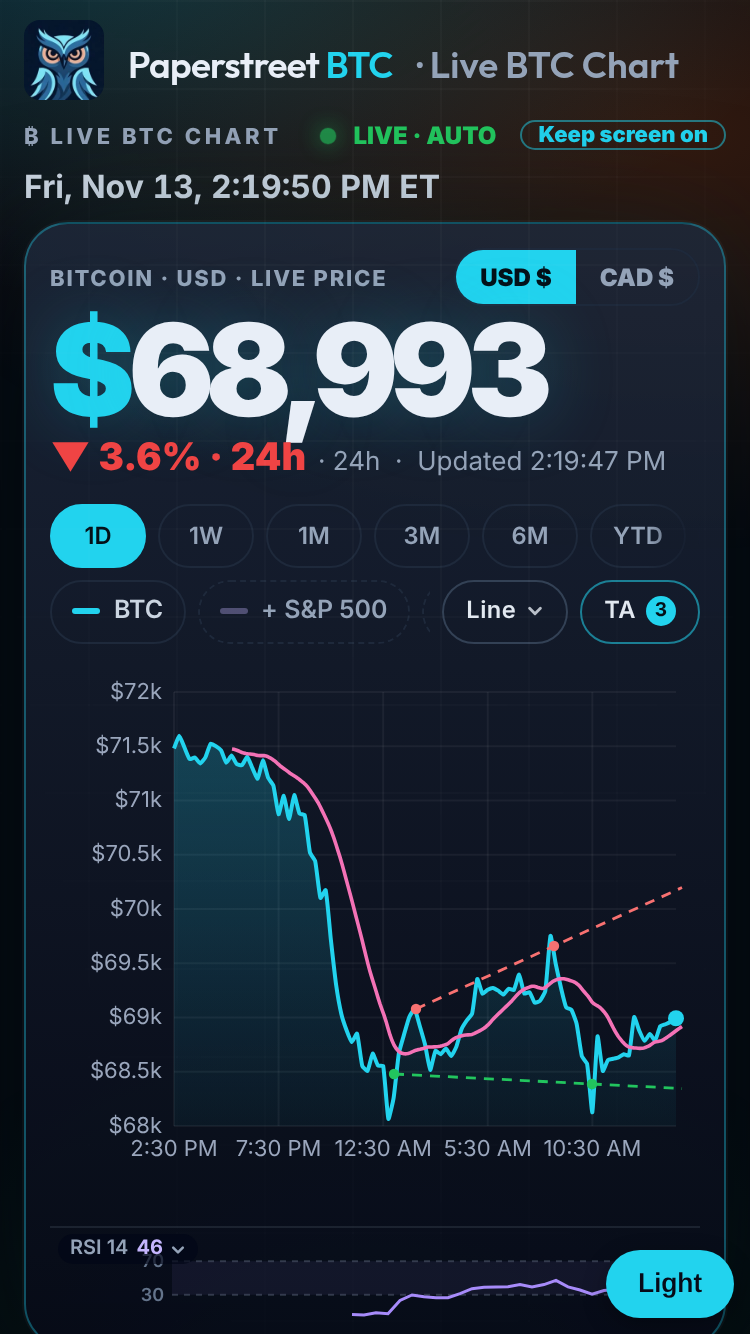 Paperstreet BTC · Live BTC Chart
₿ LIVE BTC CHART LIVE · AUTO Keep screen on
Fri, Nov 13, 2:19:50 PM ET
BITCOIN · USD · LIVE PRICE USD $ CAD $
$68,993
▼ 3.6% · 24h · 24h · Updated 2:19:47 PM
1D 1W 1M 3M 6M YTD
BTC + S&P 500 Line TA 3
$72k
$71.5k
$71k
$70.5k
$70k
$69.5k
$69k
$68.5k
$68k
2:30 PM 7:30 PM 12:30 AM 5:30 AM 10:30 AM
RSI 14 46
70
30
Light